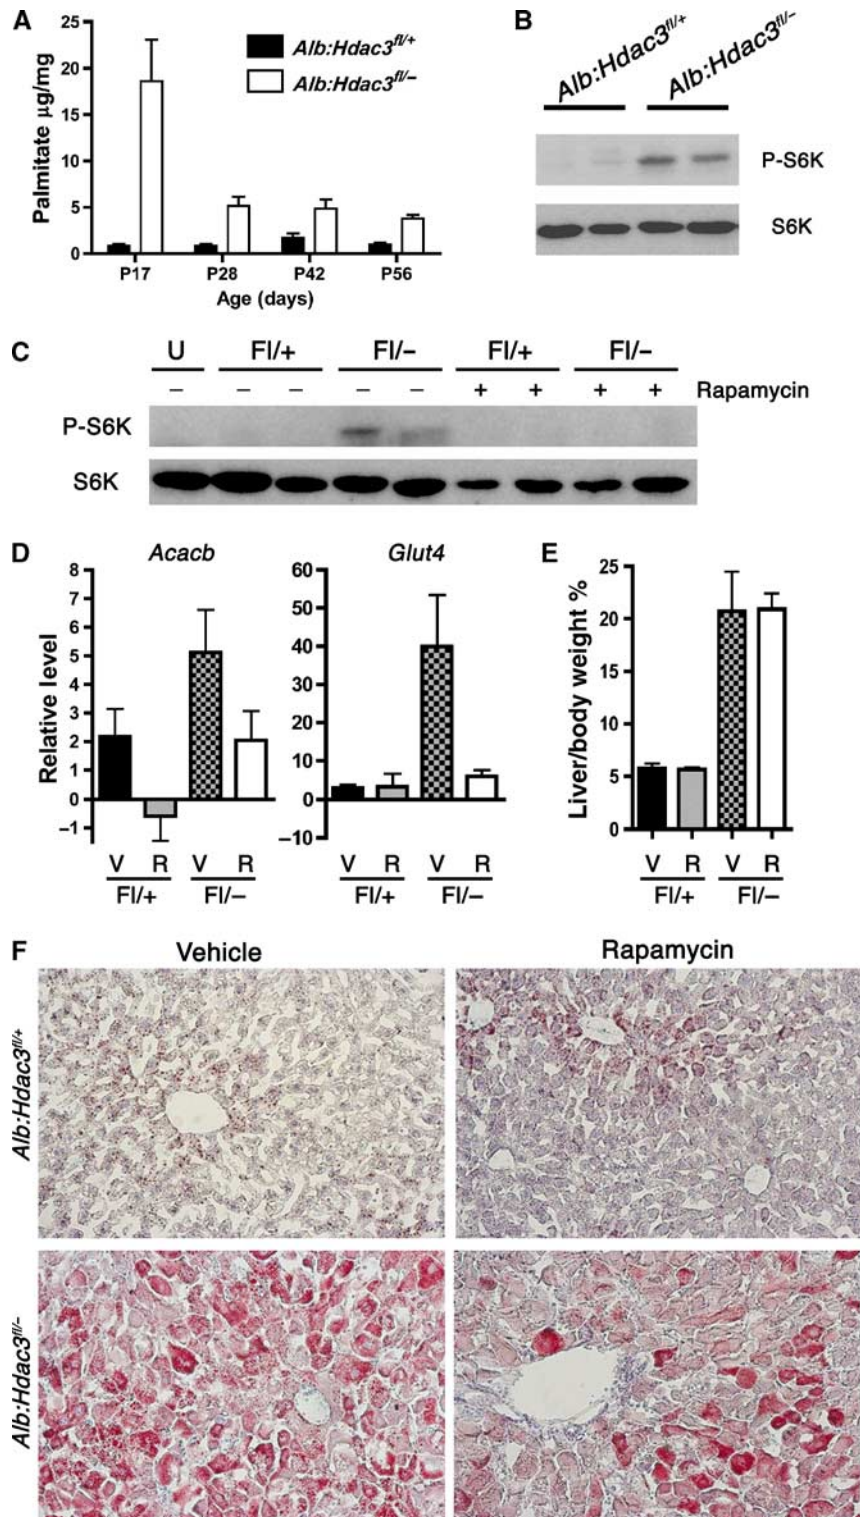 A
Palmitate µg/mg
25
20
15
10
5
0
Alb:Hdac3fl/+
Alb:Hdac3fl/–
P17 P28 P42 P56
Age (days)
B
Alb:Hdac3fl/+
Alb:Hdac3fl/–
P-S6K
S6K
C
U Fl/+ Fl/– Fl/+ Fl/–
– – – – – + + + + Rapamycin
P-S6K
S6K
D
Acacb
Relative level
8
7
6
5
4
3
2
1
0
–1
V R V R
Fl/+ Fl/–
Glut4
60
50
40
30
20
10
0
–10
V R V R
Fl/+ Fl/–
E
Liver/body weight %
25
20
15
10
5
0
V R V R
Fl/+ Fl/–
F
Vehicle Rapamycin
Alb:Hdac3fl/+
Alb:Hdac3fl/–